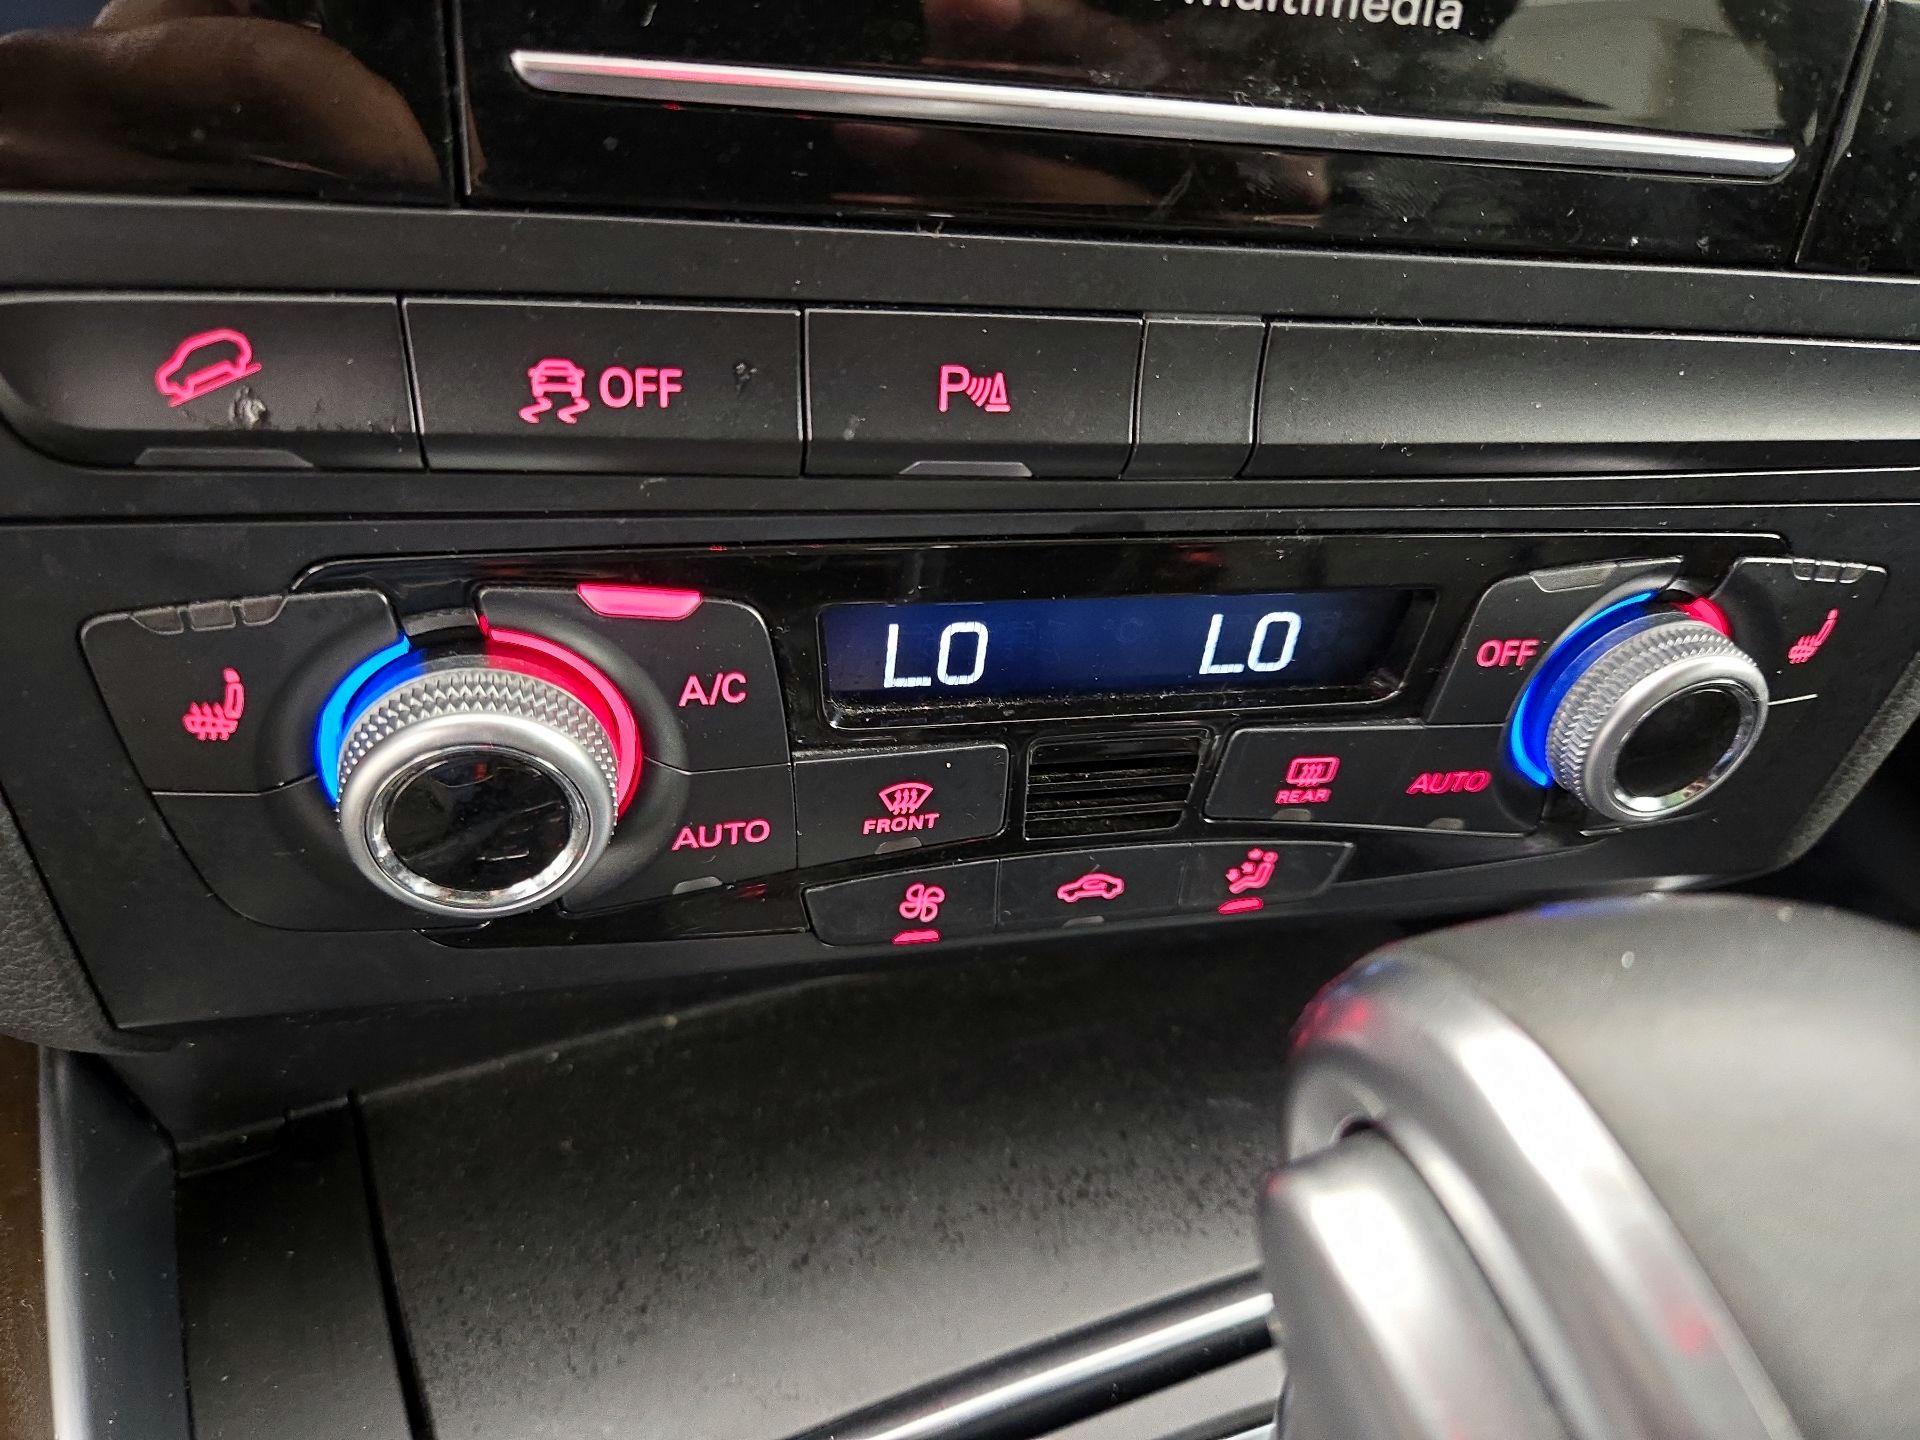 Multimedia
OFF
P
LO LO
OFF
A/C
FRONT
REAR
AUTO
AUTO